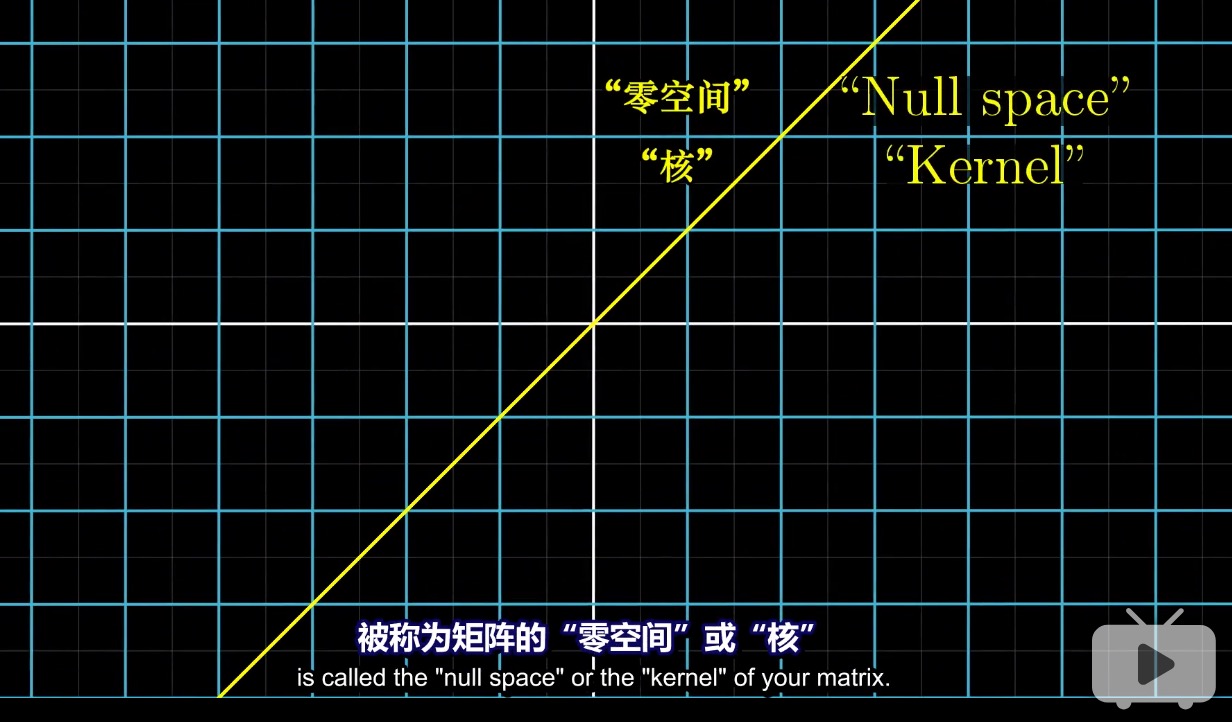 “零空间”
“Null space”
“核”
“Kernel”
被称为矩阵的“零空间”或“核”
is called the "null space" or the "kernel" of your matrix.